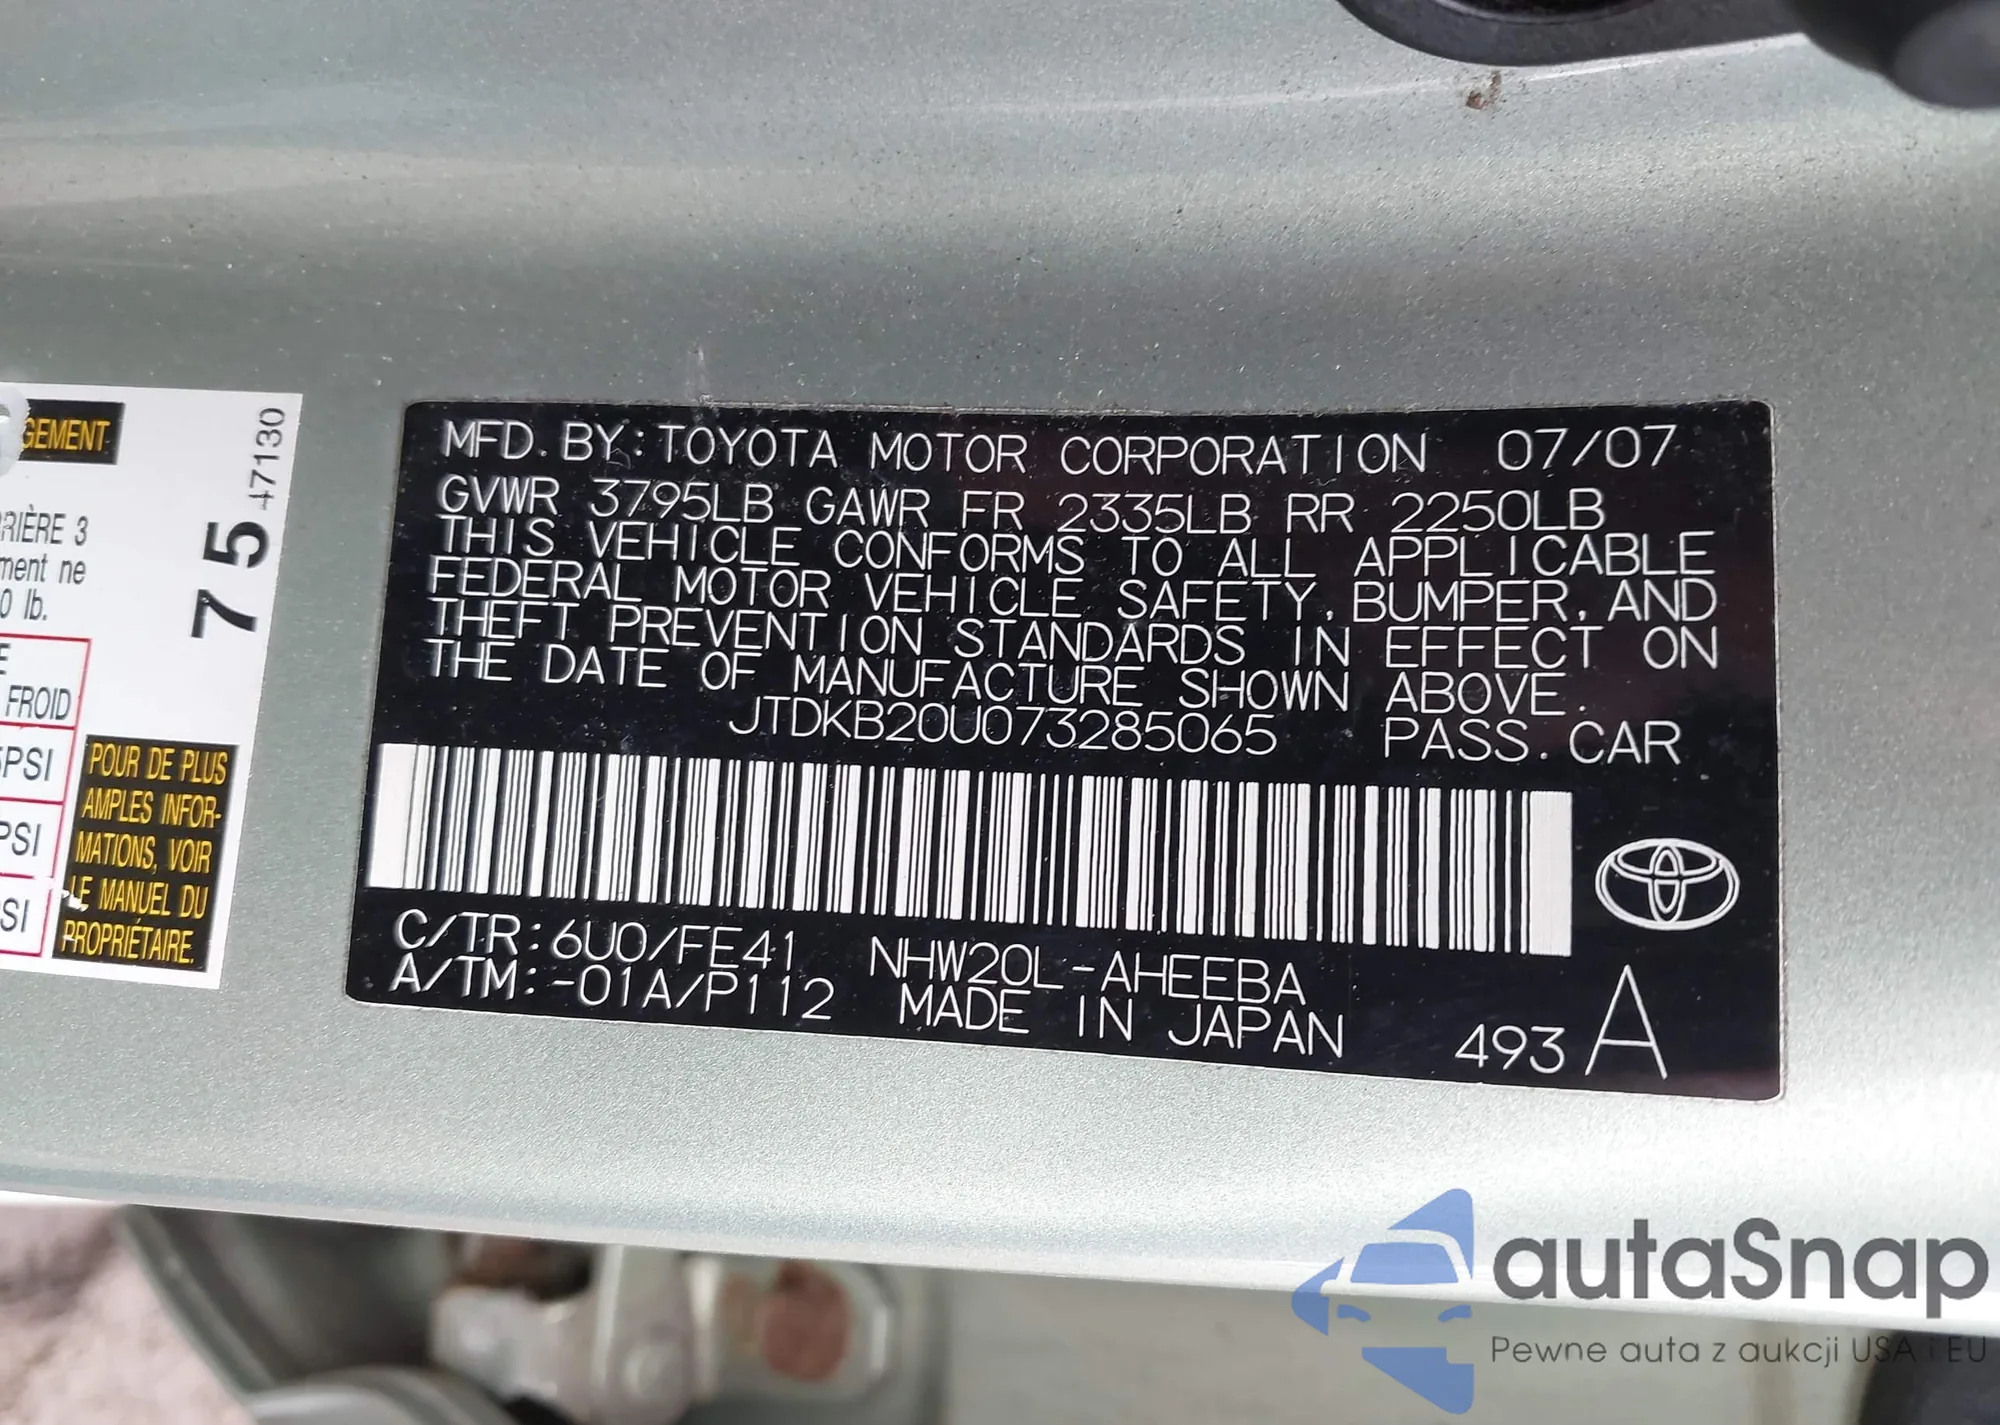 GEMENT
47130
75
RIÈRE 3
ment ne
0 lb.
E
FROID
5PSI
PSI
PSI
POUR DE PLUS
AMPLES INFOR-
MATIONS, VOIR
LE MANUEL DU
PROPRIÉTAIRE.
MFD. BY: TOYOTA MOTOR CORPORATION 07/07
GVWR 3795LB GAWR FR 2335LB RR 2250LB
THIS VEHICLE CONFORMS TO ALL APPLICABLE
FEDERAL MOTOR VEHICLE SAFETY, BUMPER, AND
THEFT PREVENTION STANDARDS IN EFFECT ON
THE DATE OF MANUFACTURE SHOWN ABOVE.
JTDKB20U073285065 PASS. CAR
C/TR: 6U0/FE41 NHW20L-AHEEBA
A/TM: -01A/P112 MADE IN JAPAN 493 A
autaSnap
Pewne auta z aukcji USA i EU